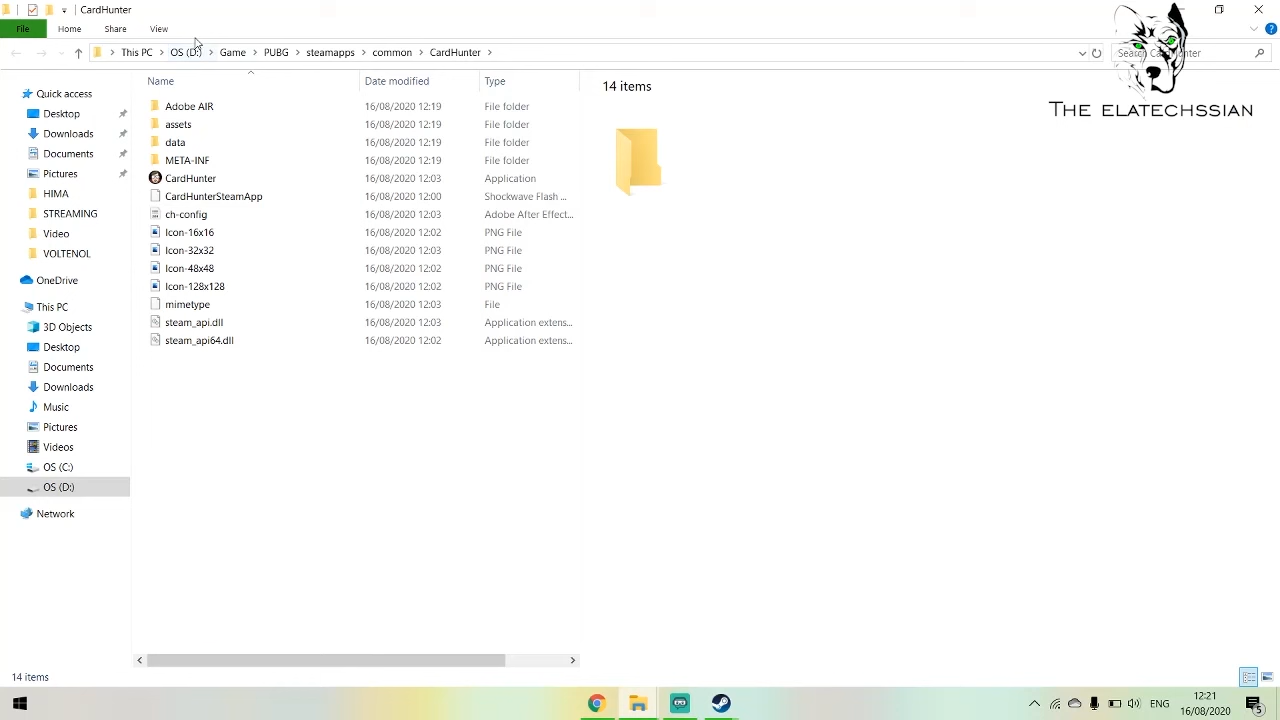 CardHunter
File Home Share View
This PC OS (D:) Game PUBG steamapps common CardHunter
Search CardHunter
THE ELATECHSSIAN
Name Date modified Type
14 items
Quick access
Desktop
Downloads
Documents
Pictures
HIMA
STREAMING
Video
VOLTENOL
OneDrive
This PC
3D Objects
Desktop
Documents
Downloads
Music
Pictures
Videos
OS (C:)
OS (D:)
Network
Adobe AIR 16/08/2020 12:19 File folder
assets 16/08/2020 12:19 File folder
data 16/08/2020 12:19 File folder
META-INF 16/08/2020 12:19 File folder
CardHunter 16/08/2020 12:03 Application
CardHunterSteamApp 16/08/2020 12:00 Shockwave Flash ...
ch-config 16/08/2020 12:03 Adobe After Effect...
Icon-16x16 16/08/2020 12:02 PNG File
Icon-32x32 16/08/2020 12:03 PNG File
Icon-48x48 16/08/2020 12:02 PNG File
Icon-128x128 16/08/2020 12:02 PNG File
mimetype 16/08/2020 12:03 File
steam_api.dll 16/08/2020 12:03 Application extens...
steam_api64.dll 16/08/2020 12:02 Application extens...
14 items
ENG
12:21
16/08/2020
5